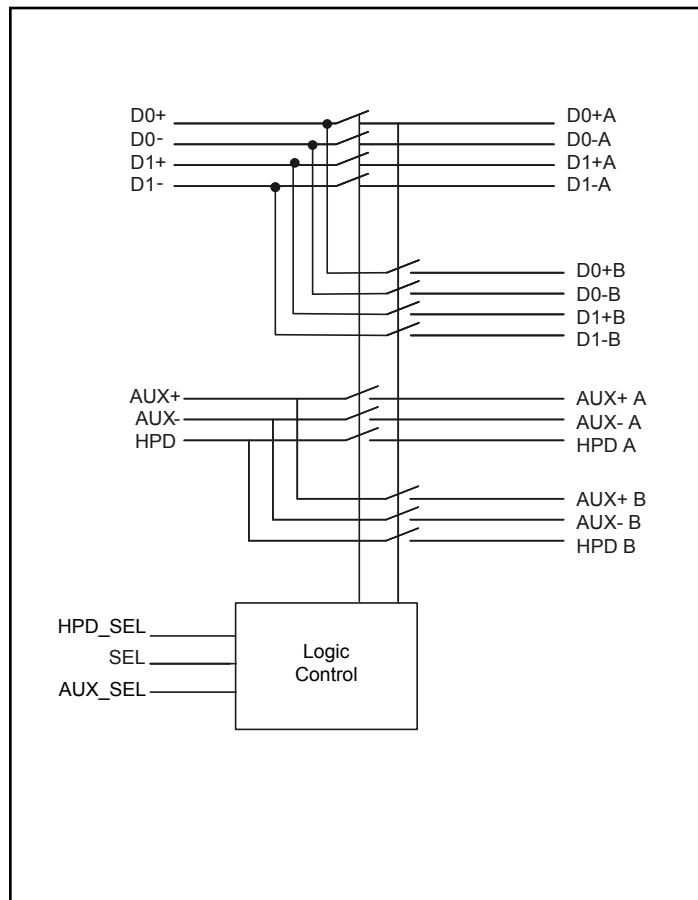 D0+
D0-
D1+
D1-
D0+A
D0-A
D1+A
D1-A
D0+B
D0-B
D1+B
D1-B
AUX+
AUX-
HPD
AUX+ A
AUX- A
HPD A
AUX+ B
AUX- B
HPD B
HPD_SEL
SEL
AUX_SEL
Logic
Control